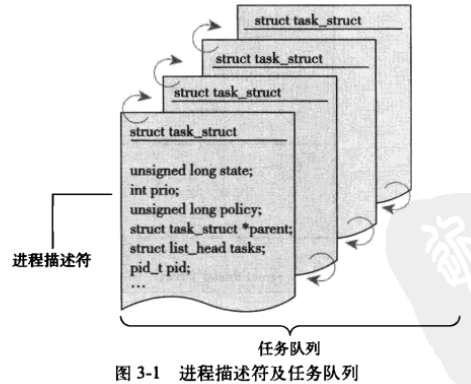 struct task_struct
struct task_struct
struct task_struct
struct task_struct
unsigned long state;
int prio;
unsigned long policy;
struct task_struct *parent;
struct list_head tasks;
pid_t pid;
…
进程描述符
任务队列
图 3-1 进程描述符及任务队列